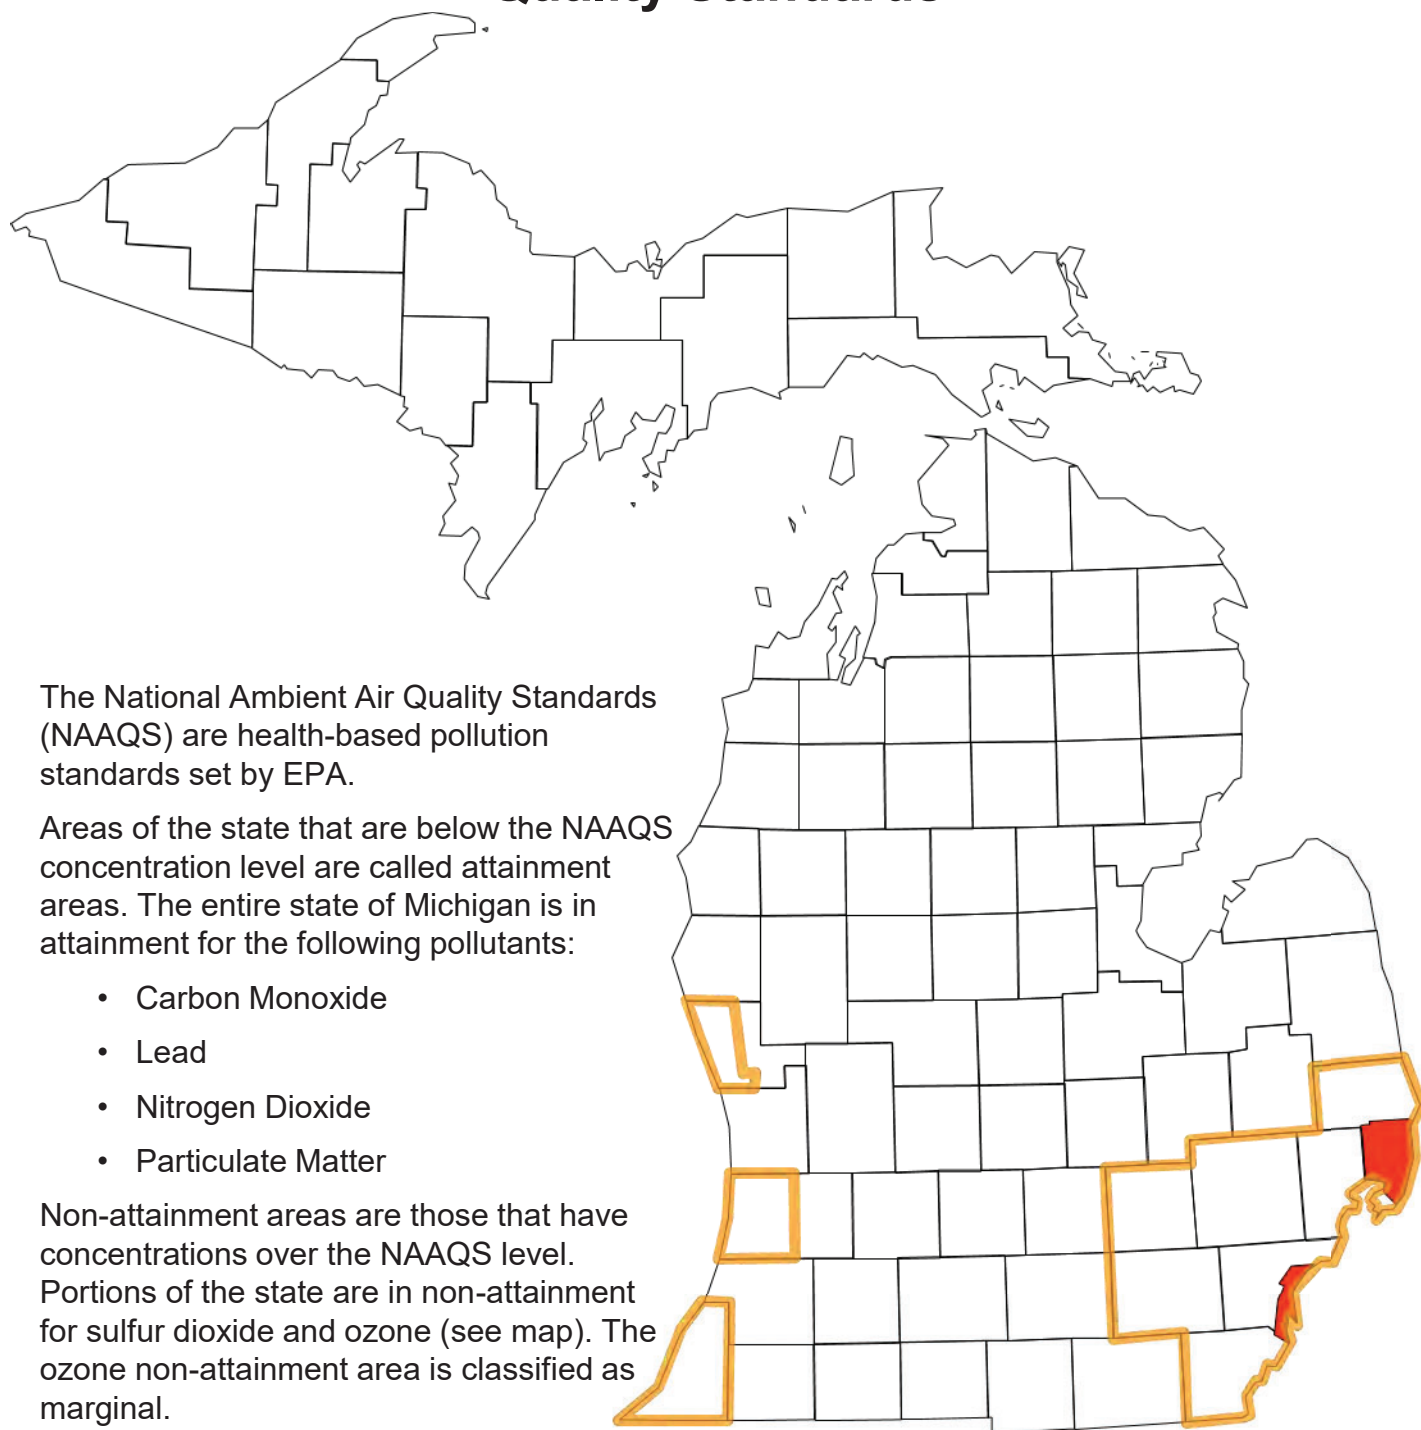 Quality Standards
The National Ambient Air Quality Standards
(NAAQS) are health-based pollution
standards set by EPA.
Areas of the state that are below the NAAQS
concentration level are called attainment
areas. The entire state of Michigan is in
attainment for the following pollutants:
• Carbon Monoxide
• Lead
• Nitrogen Dioxide
• Particulate Matter
Non-attainment areas are those that have
concentrations over the NAAQS level.
Portions of the state are in non-attainment
for sulfur dioxide and ozone (see map). The
ozone non-attainment area is classified as
marginal.